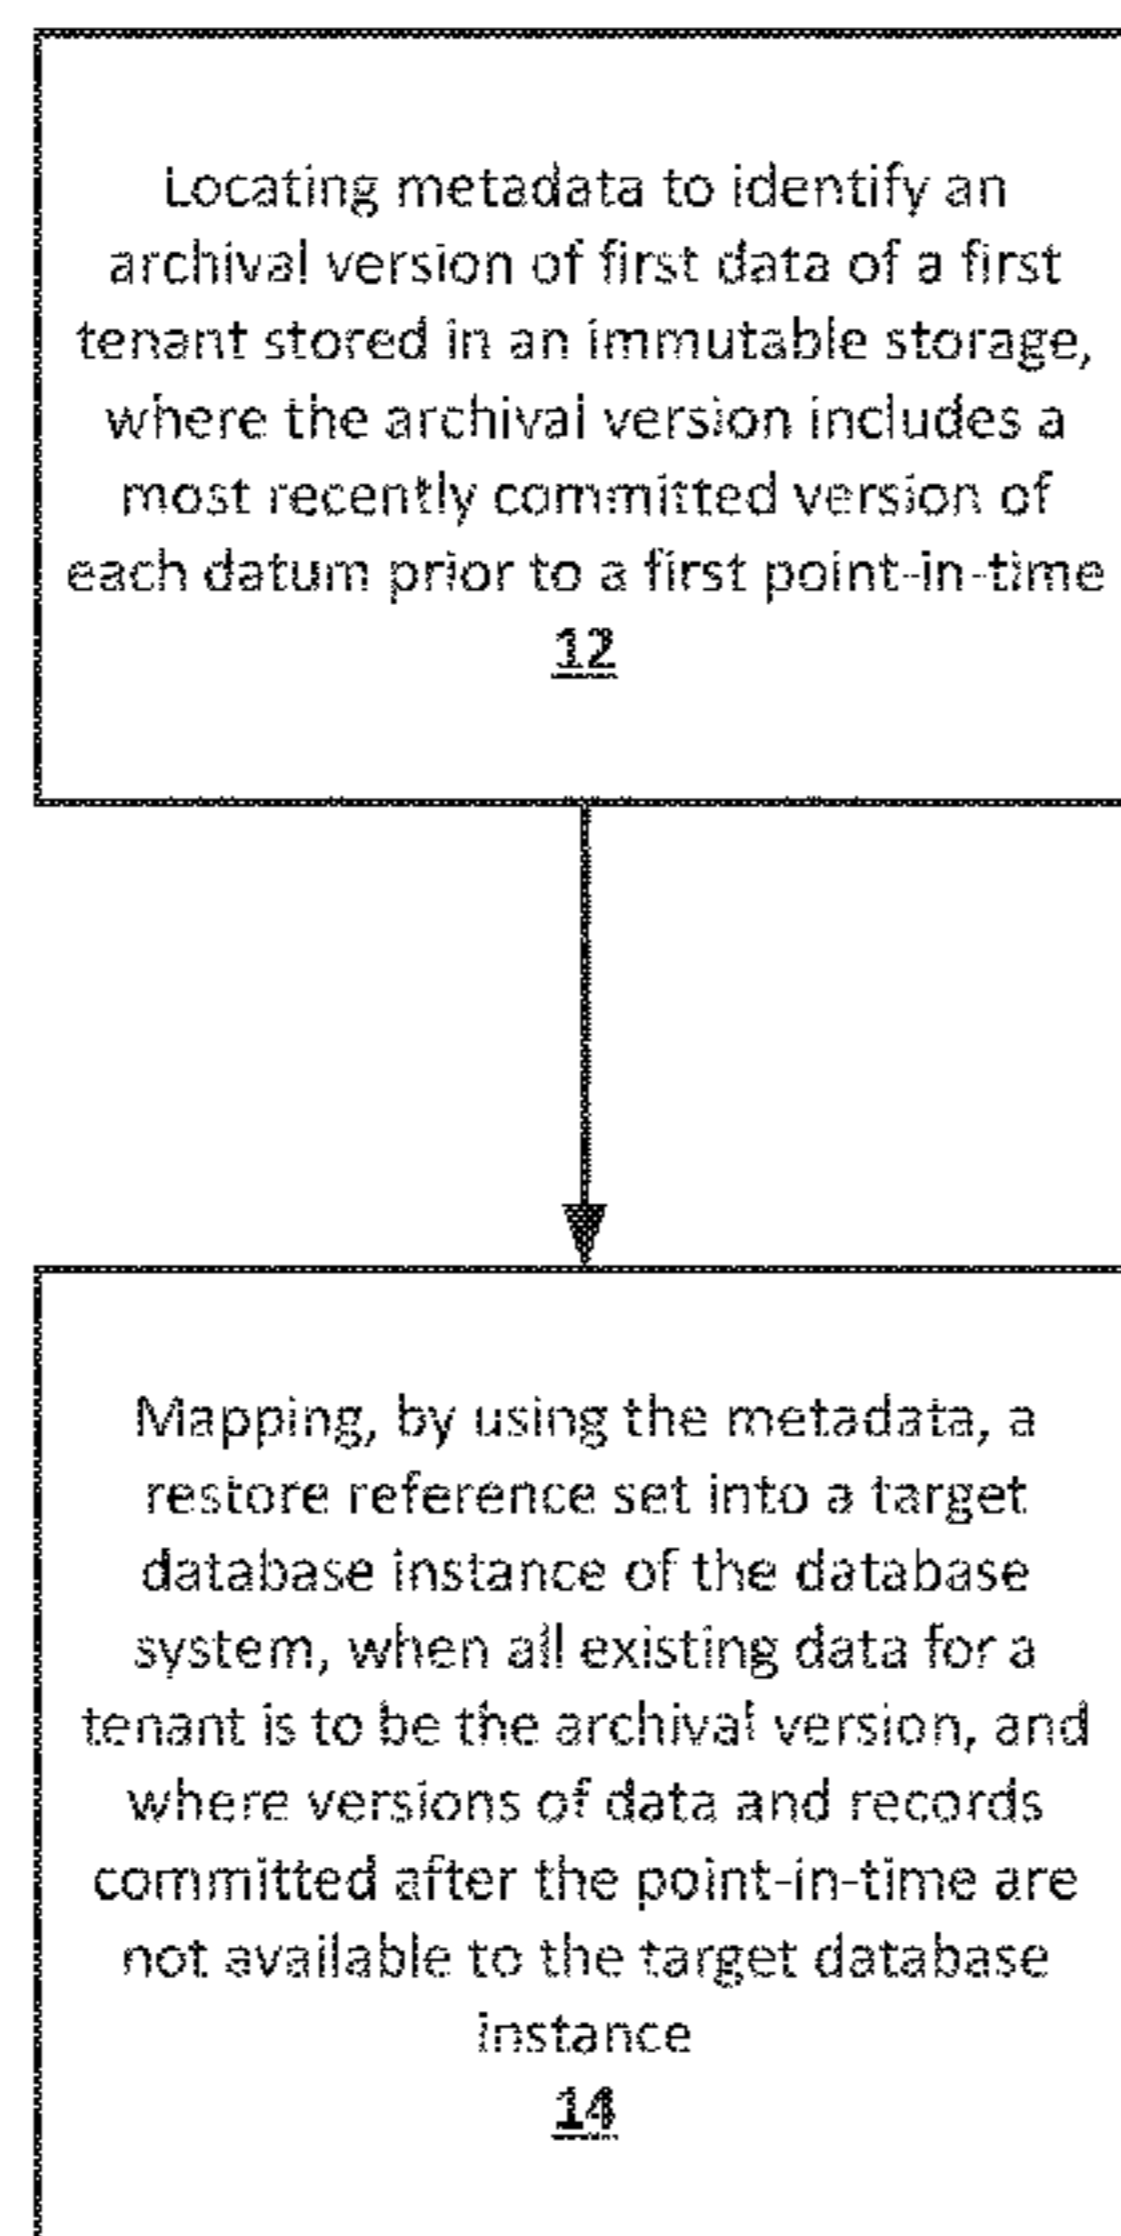 Locating metadata to identify an
archival version of first data of a first
tenant stored in an immutable storage,
where the archival version includes a
most recently committed version of
each datum prior to a first point-in-time
12
Mapping, by using the metadata, a
restore reference set into a target
database instance of the database
system, when all existing data for a
tenant is to be the archival version, and
where versions of data and records
committed after the point-in-time are
not available to the target database
instance
14